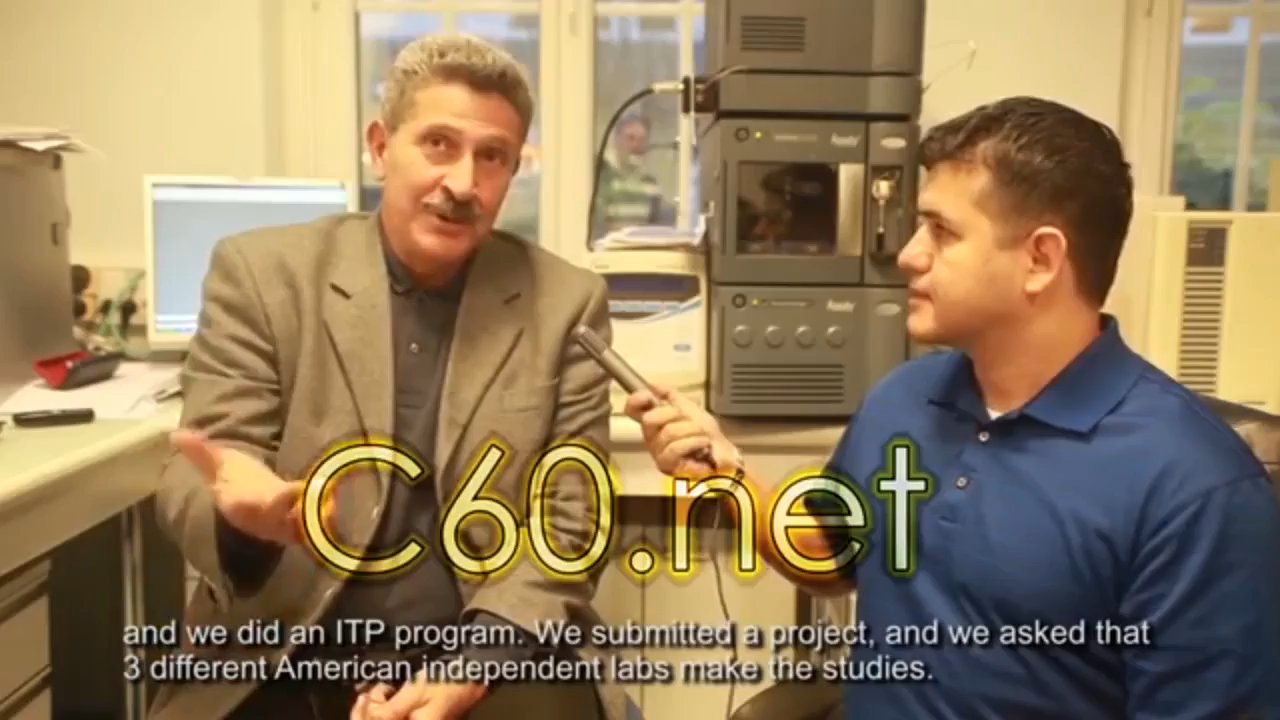 C60.net
and we did an ITP program. We submitted a project, and we asked that
3 different American independent labs make the studies.